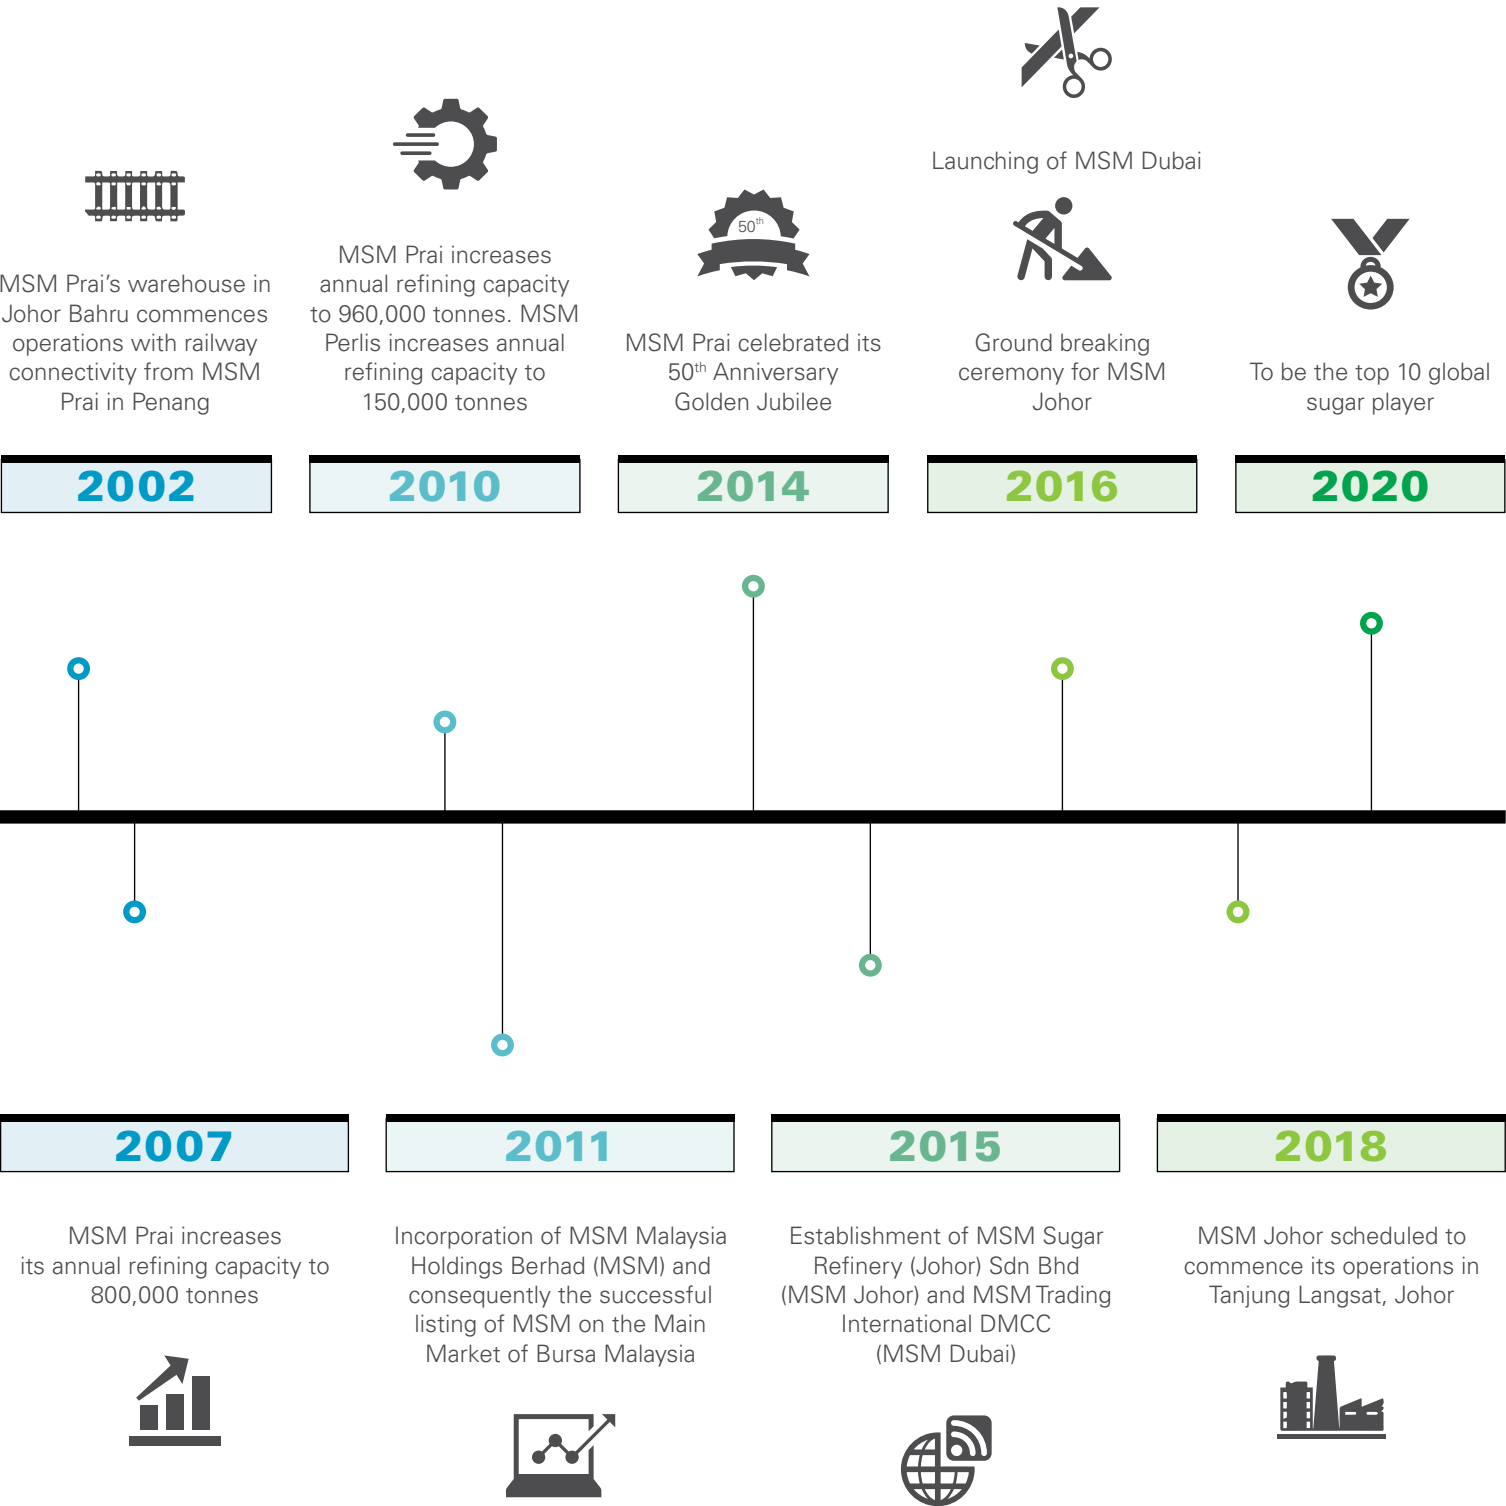 MSM Prai's warehouse in
Johor Bahru commences
operations with railway
connectivity from MSM
Prai in Penang
2002
MSM Prai increases
annual refining capacity
to 960,000 tonnes. MSM
Perlis increases annual
refining capacity to
150,000 tonnes
2010
50th
MSM Prai celebrated its
50th Anniversary
Golden Jubilee
2014
Launching of MSM Dubai
Ground breaking
ceremony for MSM
Johor
2016
To be the top 10 global
sugar player
2020
2007
MSM Prai increases
its annual refining capacity to
800,000 tonnes
2011
Incorporation of MSM Malaysia
Holdings Berhad (MSM) and
consequently the successful
listing of MSM on the Main
Market of Bursa Malaysia
2015
Establishment of MSM Sugar
Refinery (Johor) Sdn Bhd
(MSM Johor) and MSM Trading
International DMCC
(MSM Dubai)
2018
MSM Johor scheduled to
commence its operations in
Tanjung Langsat, Johor